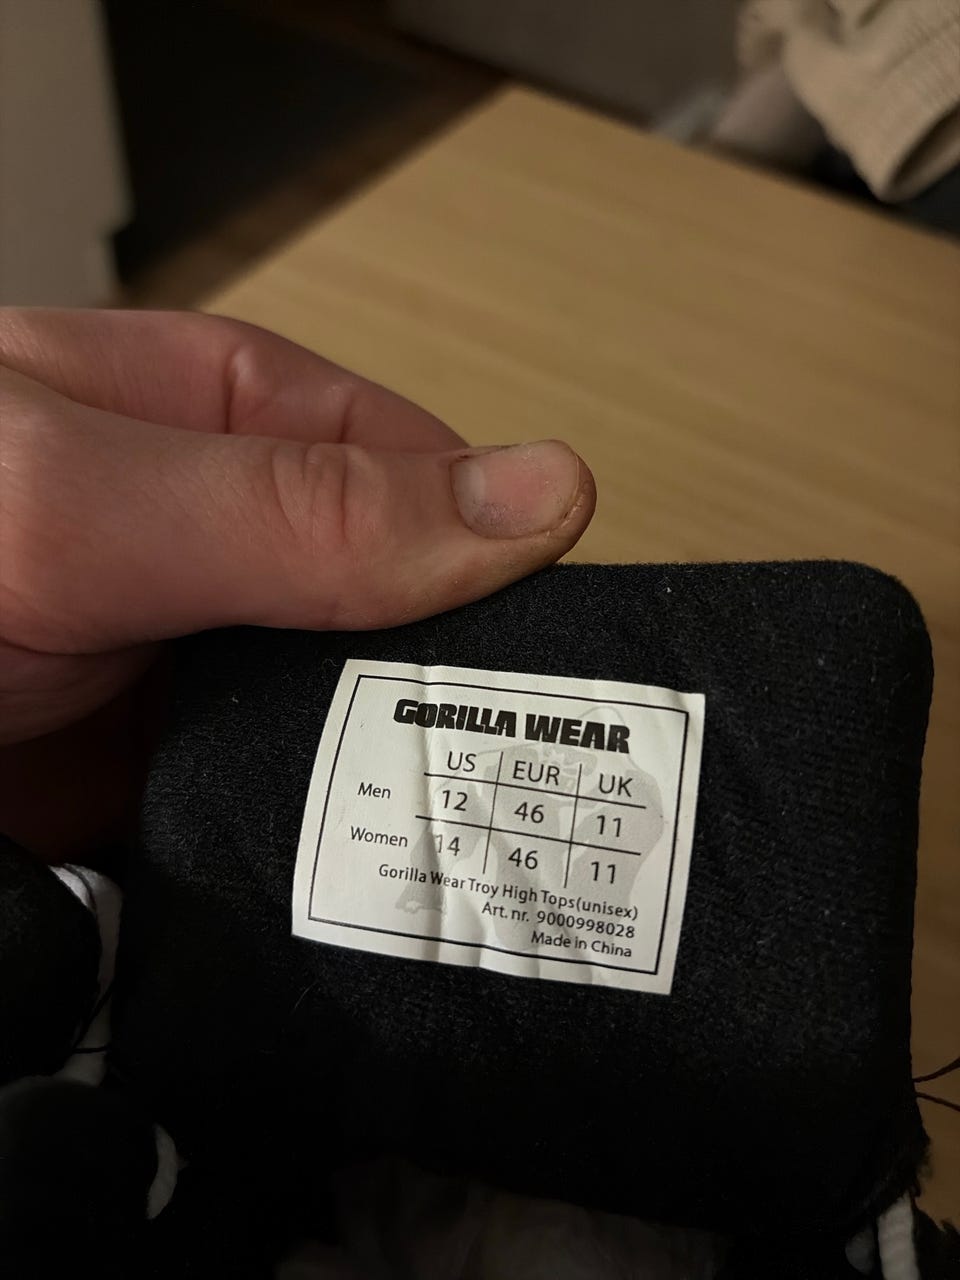 GORILLA WEAR
US EUR UK
Men 12 46 11
Women 14 46 11
Gorilla Wear Troy High Tops(unisex)
Art. nr. 9000998028
Made in China